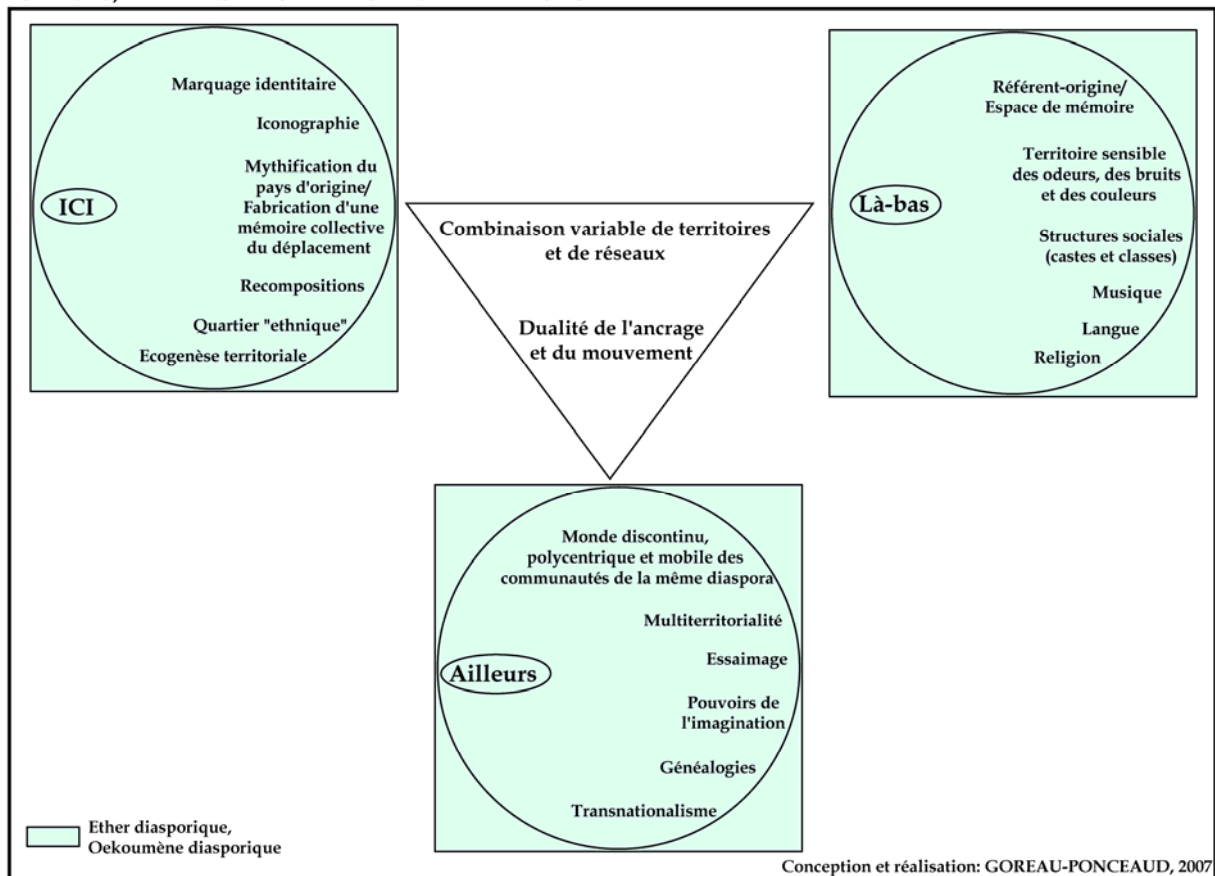 Marquage identitaire
Iconographie
Mythification du
pays d'origine/
Fabrication d'une
mémoire collective
du déplacement
ICI
Recompositions
Quartier "ethnique"
Ecogenèse territoriale
Combinaison variable de territoires
et de réseaux
Dualité de l'ancrage
et du mouvement
Référent-origine/
Espace de mémoire
Territoire sensible
des odeurs, des bruits
et des couleurs
Là-bas
Structures sociales
(castes et classes)
Musique
Langue
Religion
Monde discontinu,
polycentrique et mobile des
communautés de la même diaspora
Multiterritorialité
Essaimage
Ailleurs
Pouvoirs de
l'imagination
Généalogies
Transnationalisme
Ether diasporique,
Oekoumène diasporique
Conception et réalisation: GOREAU-PONCEAUD, 2007